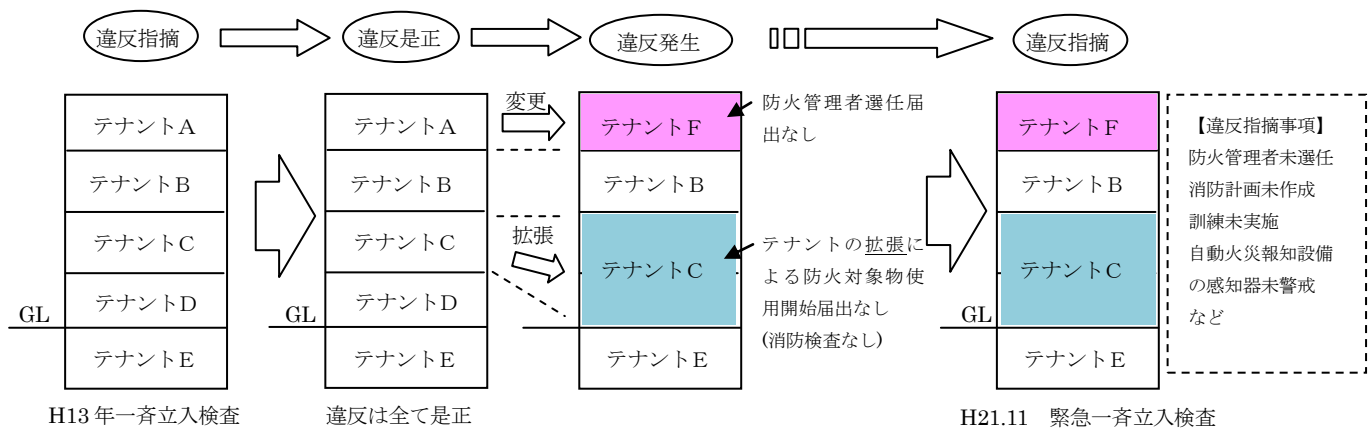 違反指摘
違反是正
違反発生
違反指摘
テナントA
テナントB
テナントC
テナントD
GL
テナントE
H13年一斉立入検査
テナントA
テナントB
テナントC
テナントD
GL
テナントE
違反は全て是正
変更
拡張
テナントF
テナントB
テナントC
テナントE
防火管理者選任届
出なし
テナントの拡張に
よる防火対象物使
用開始届出なし
(消防検査なし)
テナントF
テナントB
テナントC
GL
テナントE
H21.11 緊急一斉立入検査
【違反指摘事項】
防火管理者未選任
消防計画未作成
訓練未実施
自動火災報知設備
の感知器未警戒
など